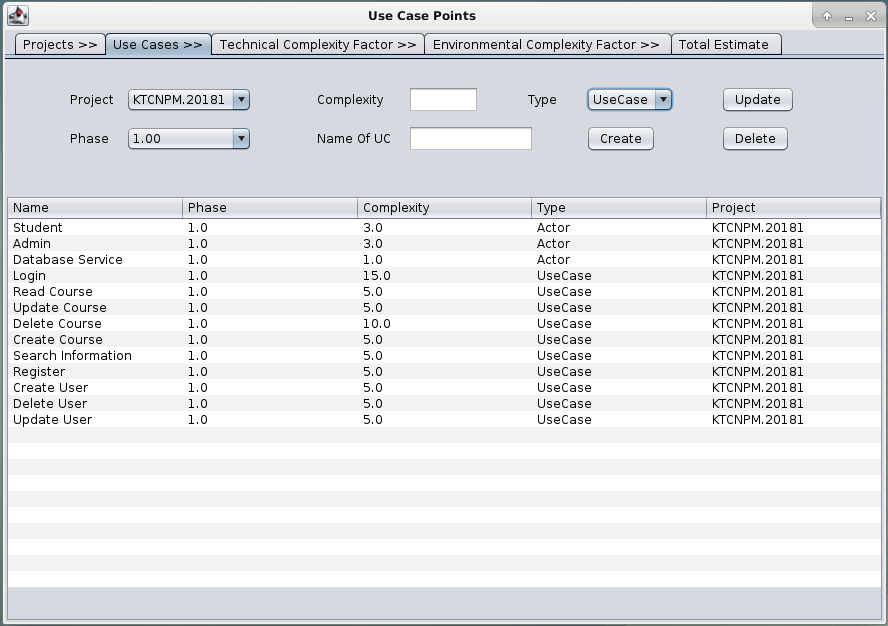 Use Case Points
Projects >> Use Cases >> Technical Complexity Factor >> Environmental Complexity Factor >> Total Estimate
Project KTCNPM.20181 Complexity Type UseCase Update
Phase 1.00 Name Of UC Create Delete
Name Phase Complexity Type Project
Student 1.0 3.0 Actor KTCNPM.20181
Admin 1.0 3.0 Actor KTCNPM.20181
Database Service 1.0 1.0 Actor KTCNPM.20181
Login 1.0 15.0 UseCase KTCNPM.20181
Read Course 1.0 5.0 UseCase KTCNPM.20181
Update Course 1.0 5.0 UseCase KTCNPM.20181
Delete Course 1.0 10.0 UseCase KTCNPM.20181
Create Course 1.0 5.0 UseCase KTCNPM.20181
Search Information 1.0 5.0 UseCase KTCNPM.20181
Register 1.0 5.0 UseCase KTCNPM.20181
Create User 1.0 5.0 UseCase KTCNPM.20181
Delete User 1.0 5.0 UseCase KTCNPM.20181
Update User 1.0 5.0 UseCase KTCNPM.20181